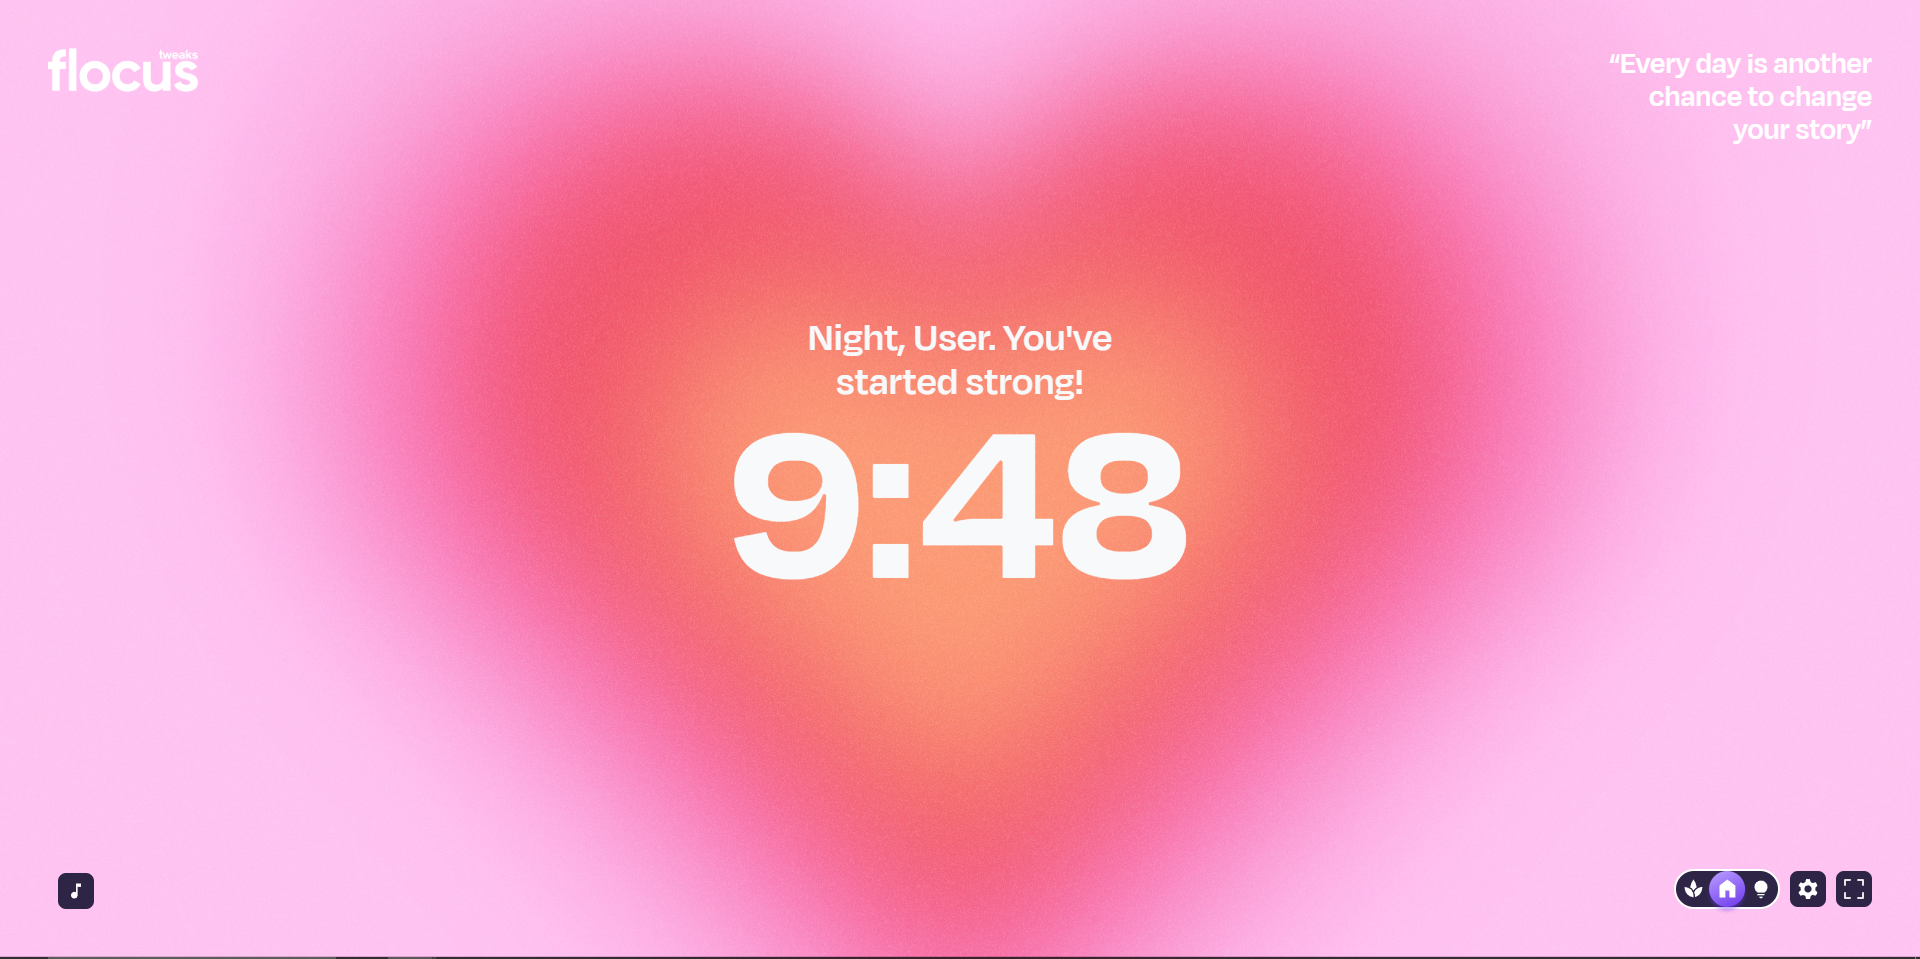 flocus
tweaks
“Every day is another
chance to change
your story”
Night, User. You've
started strong!
9:48